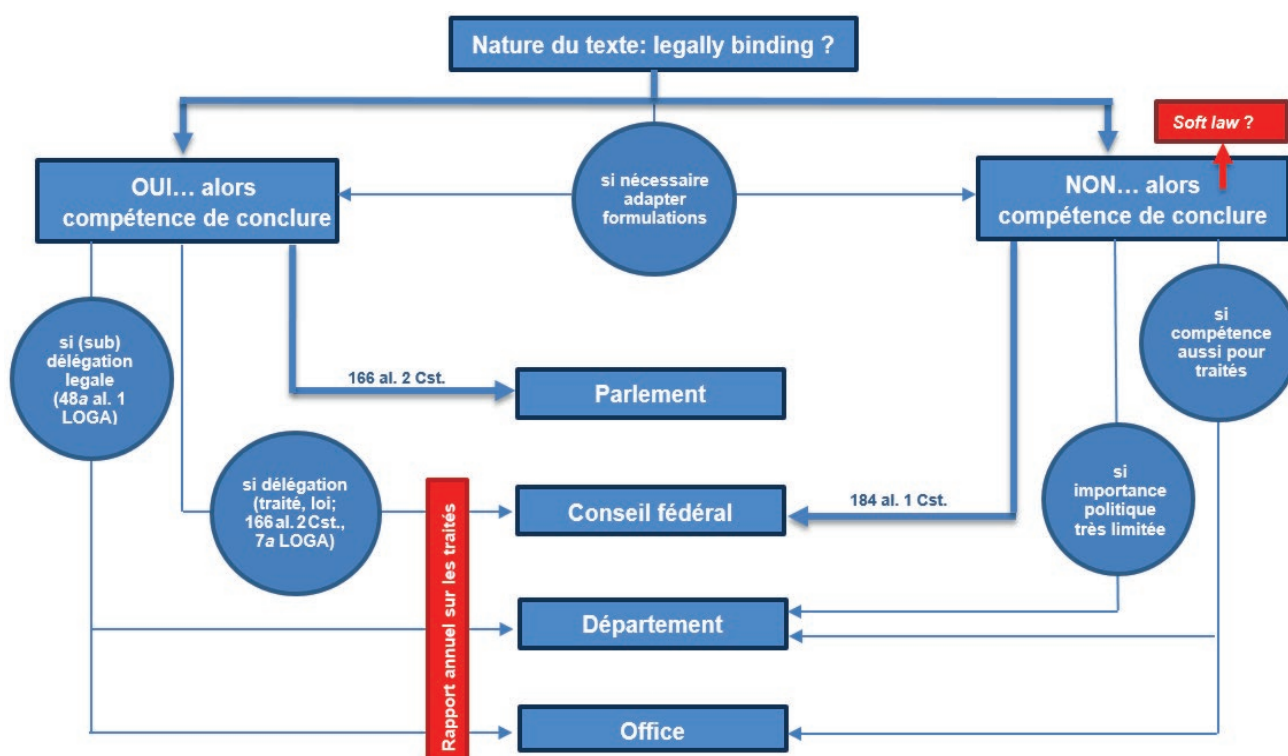 Nature du texte: legally binding ?
Soft law ?
OUI… alors
compétence de conclure
si nécessaire
adapter
formulations
NON… alors
compétence de conclure
si (sub)
délégation
legale
(48a al. 1
LOGA)
si
compétence
aussi pour
traités
166 al. 2 Cst.
Parlement
si délégation
(traité, loi;
166 al. 2 Cst.,
7a LOGA)
Rapport annuel sur les traités
Conseil fédéral
184 al. 1 Cst.
si
importance
politique
très limitée
Département
Office